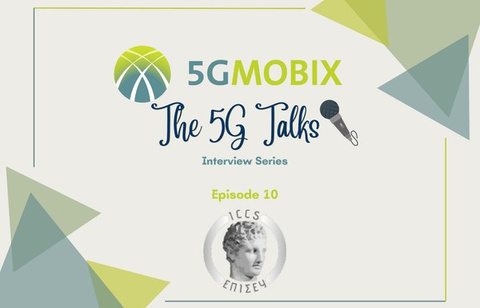 5GMOBIX
The 5G Talks
Interview Series
Episode 10
ICCS
ΕΠΙΣΕΥ